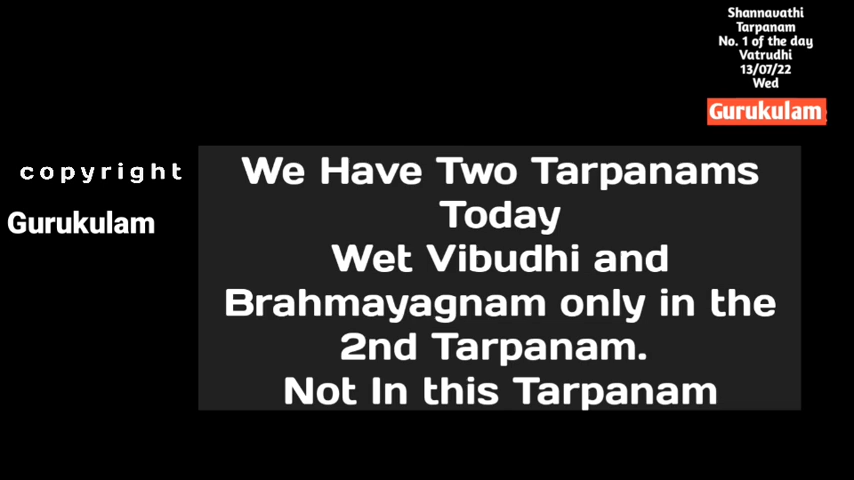 Shannavathi
Tarpanam
No. 1 of the day
Vatrudhi
13/07/22
Wed
Gurukulam
copyright
Gurukulam
We Have Two Tarpanams
Today
Wet Vibudhi and
Brahmayagnam only in the
2nd Tarpanam.
Not In this Tarpanam